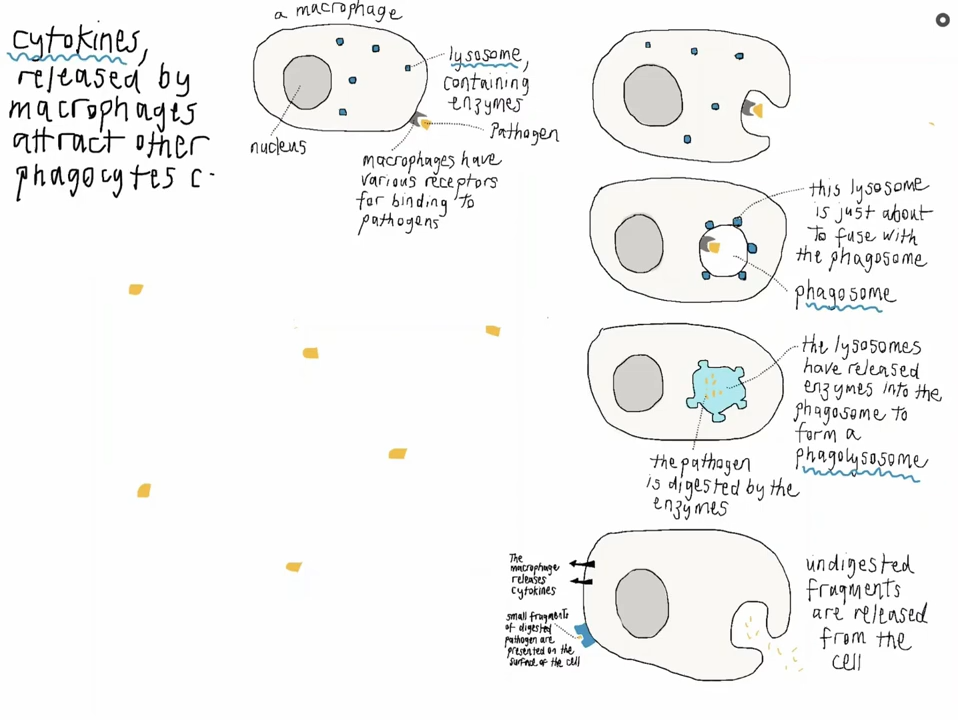 cytokines,
released by
macrophages
attract other
phagocytes c
a macrophage
lysosome,
containing
enzymes
Pathogen
nucleus
macrophages have
various receptors
for binding to
pathogens
this lysosome
is just about
to fuse with
the phagosome
phagosome
the lysosomes
have released
enzymes into the
phagosome to
form a
phagolysosome
the pathogen
is digested by the
enzymes
The
macrophage
releases
cytokines
small fragments
of digested
pathogen are
presented on the
surface of the cell
undigested
fragments
are released
from the
cell